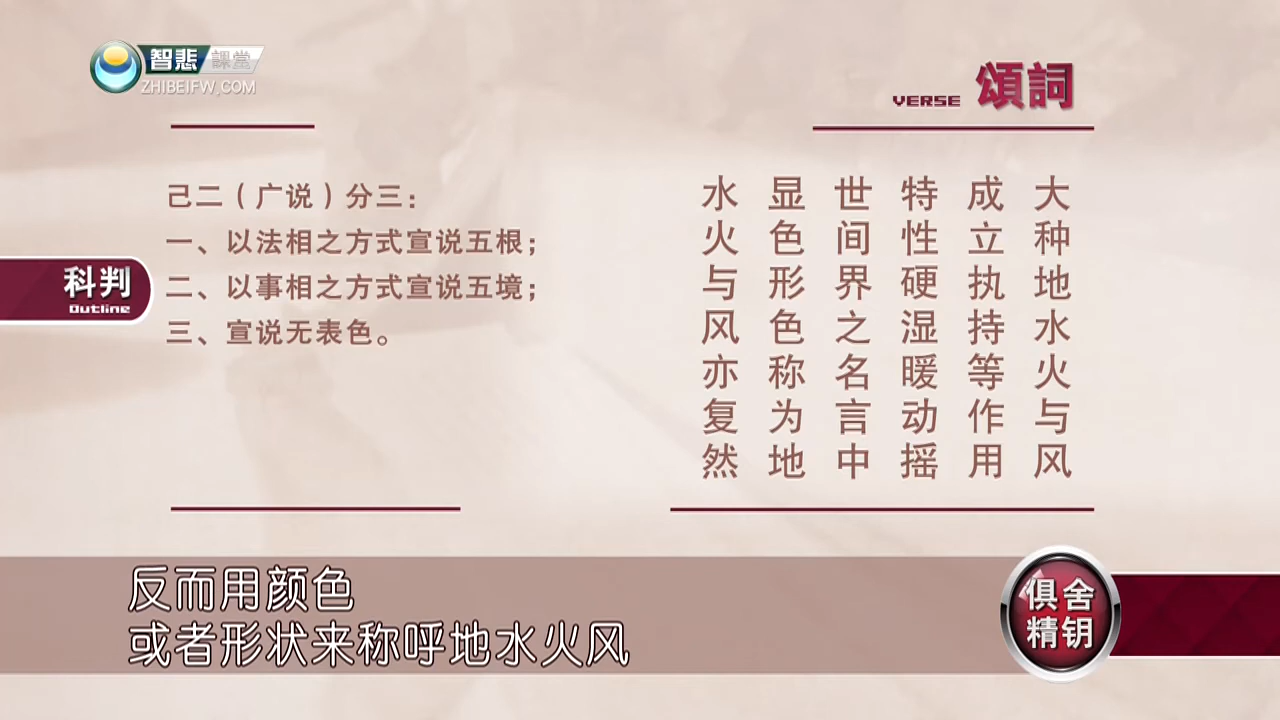 智悲 課堂
ZHIBEIFW.COM
VERSE 頌詞
己二（广说）分三：
一、以法相之方式宣说五根；
二、以事相之方式宣说五境；
三、宣说无表色。
科判
Outline
大种地水火与风
成立执持等作用
特性硬湿暖动摇
世间界之名言中
显色形色称为地
水火与风亦复然
反而用颜色
或者形状来称呼地水火风
俱舍
精钥